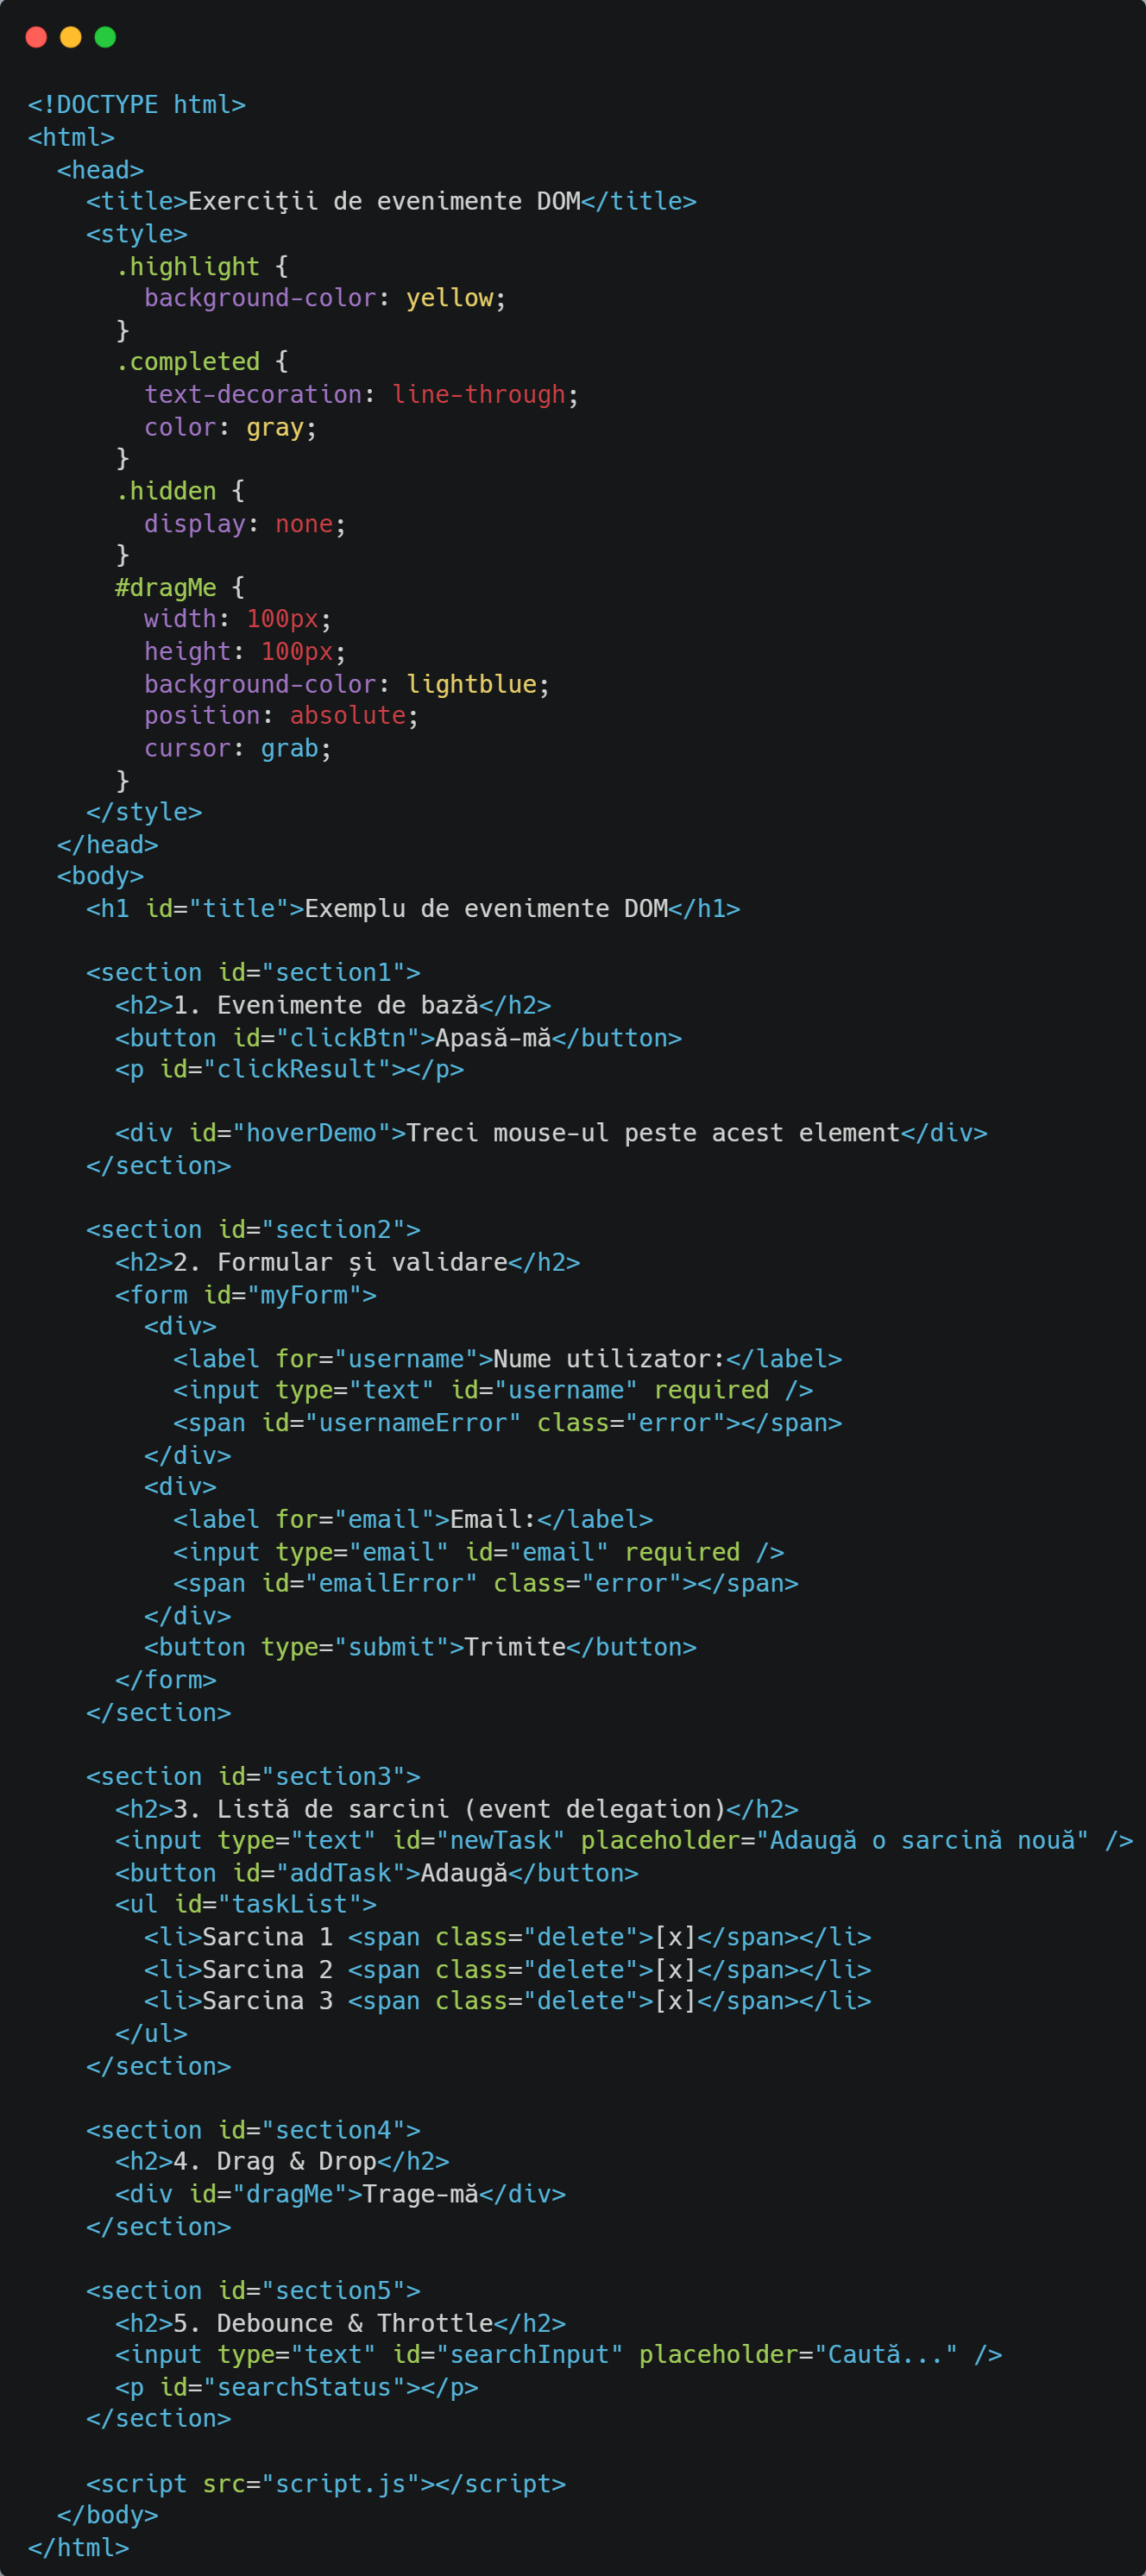 <!DOCTYPE html>
<html>
  <head>
    <title>Exerciţii de evenimente DOM</title>
    <style>
      .highlight {
        background-color: yellow;
      }
      .completed {
        text-decoration: line-through;
        color: gray;
      }
      .hidden {
        display: none;
      }
      #dragMe {
        width: 100px;
        height: 100px;
        background-color: lightblue;
        position: absolute;
        cursor: grab;
      }
    </style>
  </head>
  <body>
    <h1 id="title">Exemplu de evenimente DOM</h1>

    <section id="section1">
      <h2>1. Evenimente de bază</h2>
      <button id="clickBtn">Apasă-mă</button>
      <p id="clickResult"></p>

      <div id="hoverDemo">Treci mouse-ul peste acest element</div>
    </section>

    <section id="section2">
      <h2>2. Formular și validare</h2>
      <form id="myForm">
        <div>
          <label for="username">Nume utilizator:</label>
          <input type="text" id="username" required />
          <span id="usernameError" class="error"></span>
        </div>
        <div>
          <label for="email">Email:</label>
          <input type="email" id="email" required />
          <span id="emailError" class="error"></span>
        </div>
        <button type="submit">Trimite</button>
      </form>
    </section>

    <section id="section3">
      <h2>3. Listă de sarcini (event delegation)</h2>
      <input type="text" id="newTask" placeholder="Adaugă o sarcină nouă" />
      <button id="addTask">Adaugă</button>
      <ul id="taskList">
        <li>Sarcina 1 <span class="delete">[x]</span></li>
        <li>Sarcina 2 <span class="delete">[x]</span></li>
        <li>Sarcina 3 <span class="delete">[x]</span></li>
      </ul>
    </section>

    <section id="section4">
      <h2>4. Drag & Drop</h2>
      <div id="dragMe">Trage-mă</div>
    </section>

    <section id="section5">
      <h2>5. Debounce & Throttle</h2>
      <input type="text" id="searchInput" placeholder="Caută..." />
      <p id="searchStatus"></p>
    </section>

    <script src="script.js"></script>
  </body>
</html>